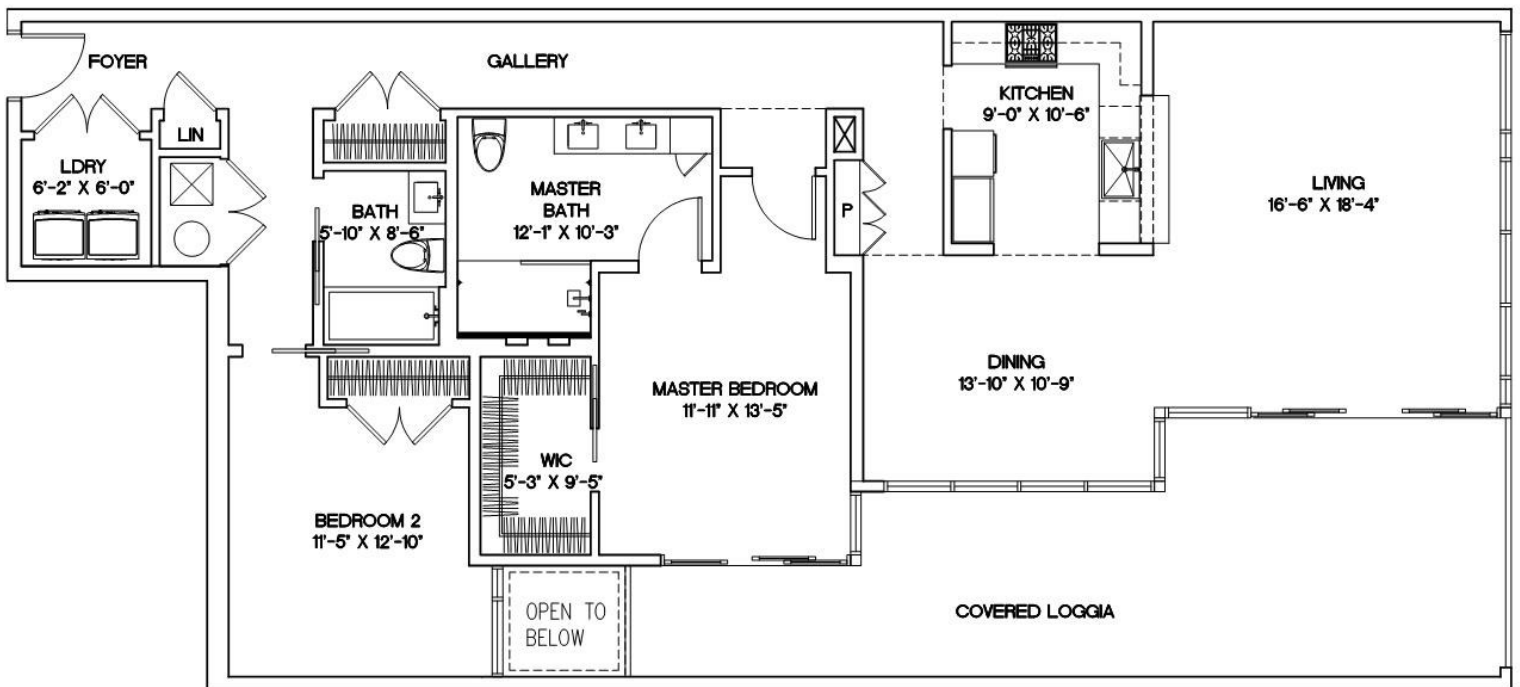 FOYER
GALLERY
KITCHEN
9'-0" X 10'-6"
LIN
LDRY
6'-2" X 6'-0"
BATH
5'-10" X 8'-6"
MASTER
BATH
12'-1" X 10'-3"
P
LIVING
16'-6" X 18'-4"
DINING
13'-10" X 10'-9"
MASTER BEDROOM
11'-11" X 13'-5"
WIC
5'-3" X 9'-5"
BEDROOM 2
11'-5" X 12'-10"
OPEN TO
BELOW
COVERED LOGGIA